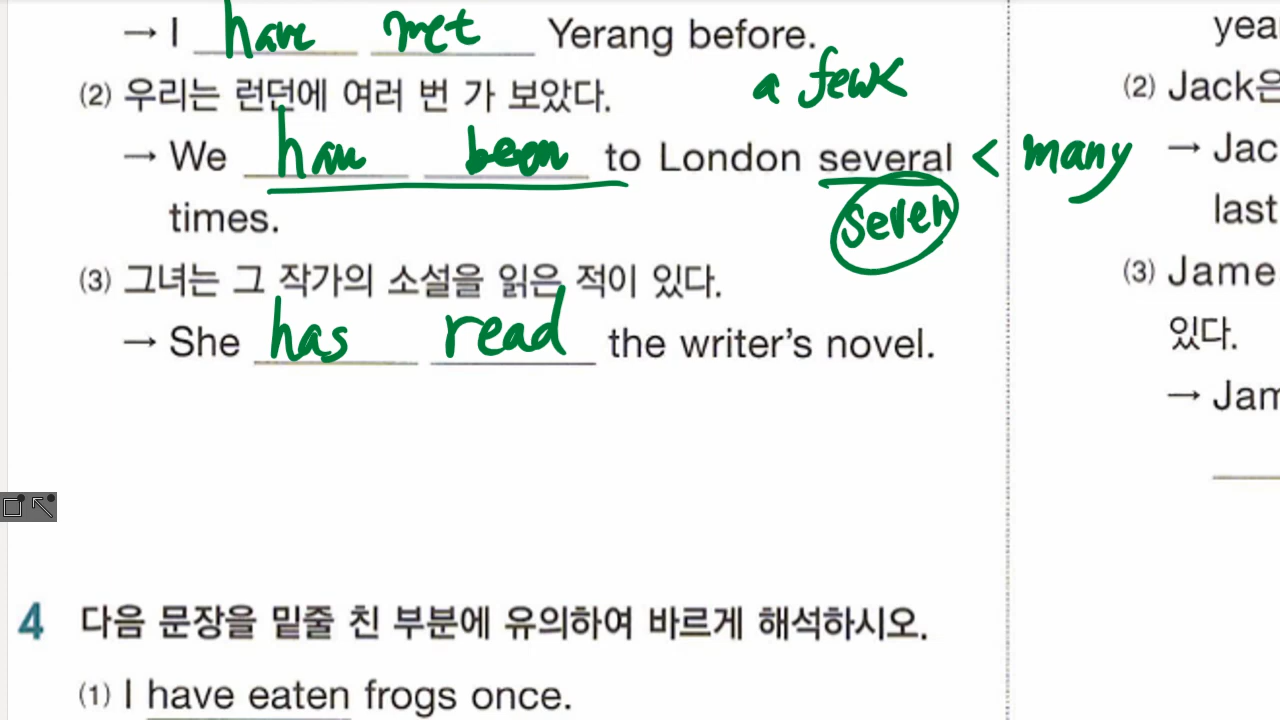 → I have met Yerang before.
(2) 우리는 런던에 여러 번 가 보았다.
a few <
→ We have been to London several < many
seven
times.
(3) 그녀는 그 작가의 소설을 읽은 적이 있다.
→ She has read the writer's novel.
4 다음 문장을 밑줄 친 부분에 유의하여 바르게 해석하시오.
(1) I have eaten frogs once.
yea
(2) Jack은
→ Jac
last
(3) Jame
있다.
→ Jam